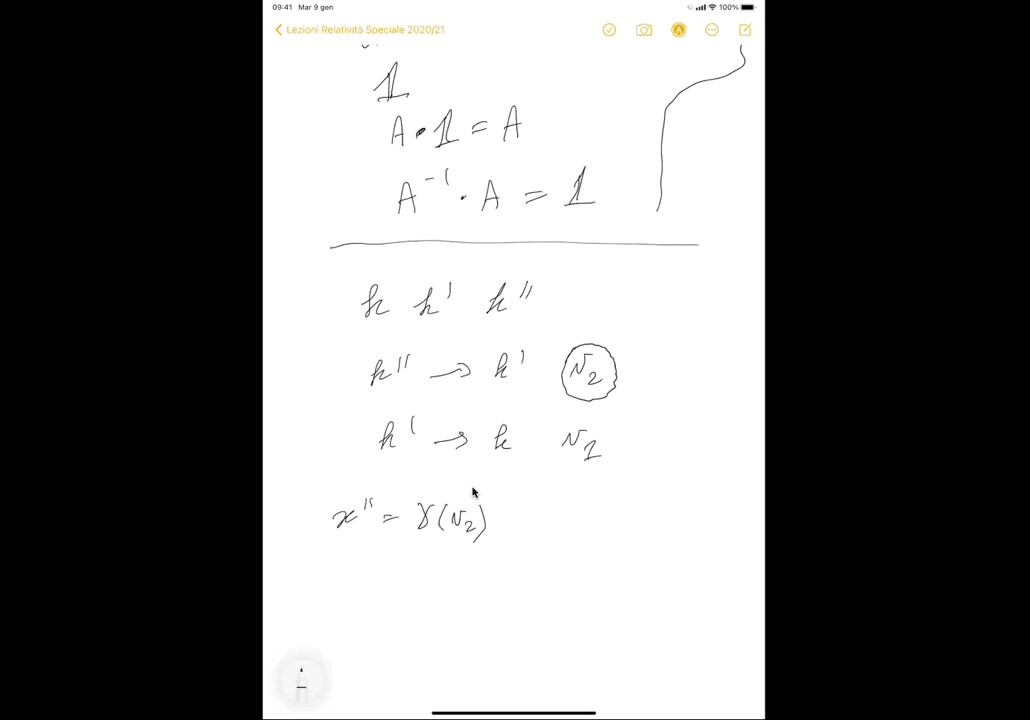 09:41 Mar 9 gen 100%
Lezioni Relatività Speciale 2020/21
1
A · 1 = A
A⁻¹ · A = 1
k k' k''
k'' → k' v₂
k' → k v₁
x'' = γ(v₂)